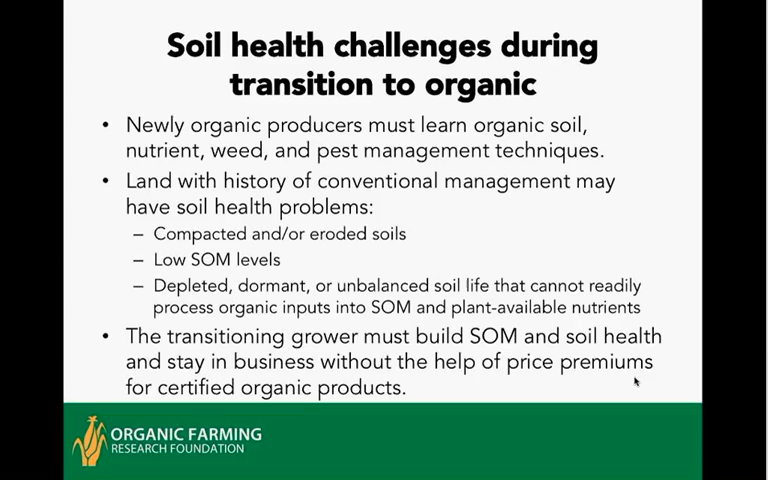 Soil health challenges during
transition to organic
• Newly organic producers must learn organic soil,
nutrient, weed, and pest management techniques.
• Land with history of conventional management may
have soil health problems:
– Compacted and/or eroded soils
– Low SOM levels
– Depleted, dormant, or unbalanced soil life that cannot readily
process organic inputs into SOM and plant-available nutrients
• The transitioning grower must build SOM and soil health
and stay in business without the help of price premiums
for certified organic products.
ORGANIC FARMING
RESEARCH FOUNDATION